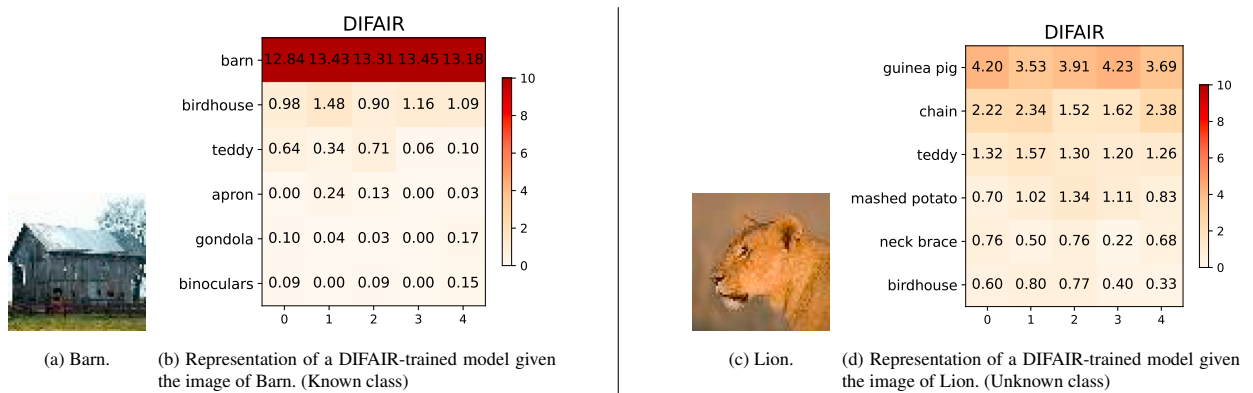 DIFAIR
barn 12.84 13.43 13.31 13.45 13.18
birdhouse 0.98 1.48 0.90 1.16 1.09
teddy 0.64 0.34 0.71 0.06 0.10
apron 0.00 0.24 0.13 0.00 0.03
gondola 0.10 0.04 0.03 0.00 0.17
binoculars 0.09 0.00 0.09 0.00 0.15
0 1 2 3 4
10
8
6
4
2
0
(a) Barn.
(b) Representation of a DIFAIR-trained model given
the image of Barn. (Known class)
DIFAIR
guinea pig 4.20 3.53 3.91 4.23 3.69
chain 2.22 2.34 1.52 1.62 2.38
teddy 1.32 1.57 1.30 1.20 1.26
mashed potato 0.70 1.02 1.34 1.11 0.83
neck brace 0.76 0.50 0.76 0.22 0.68
birdhouse 0.60 0.80 0.77 0.40 0.33
0 1 2 3 4
10
8
6
4
2
0
(c) Lion.
(d) Representation of a DIFAIR-trained model given
the image of Lion. (Unknown class)